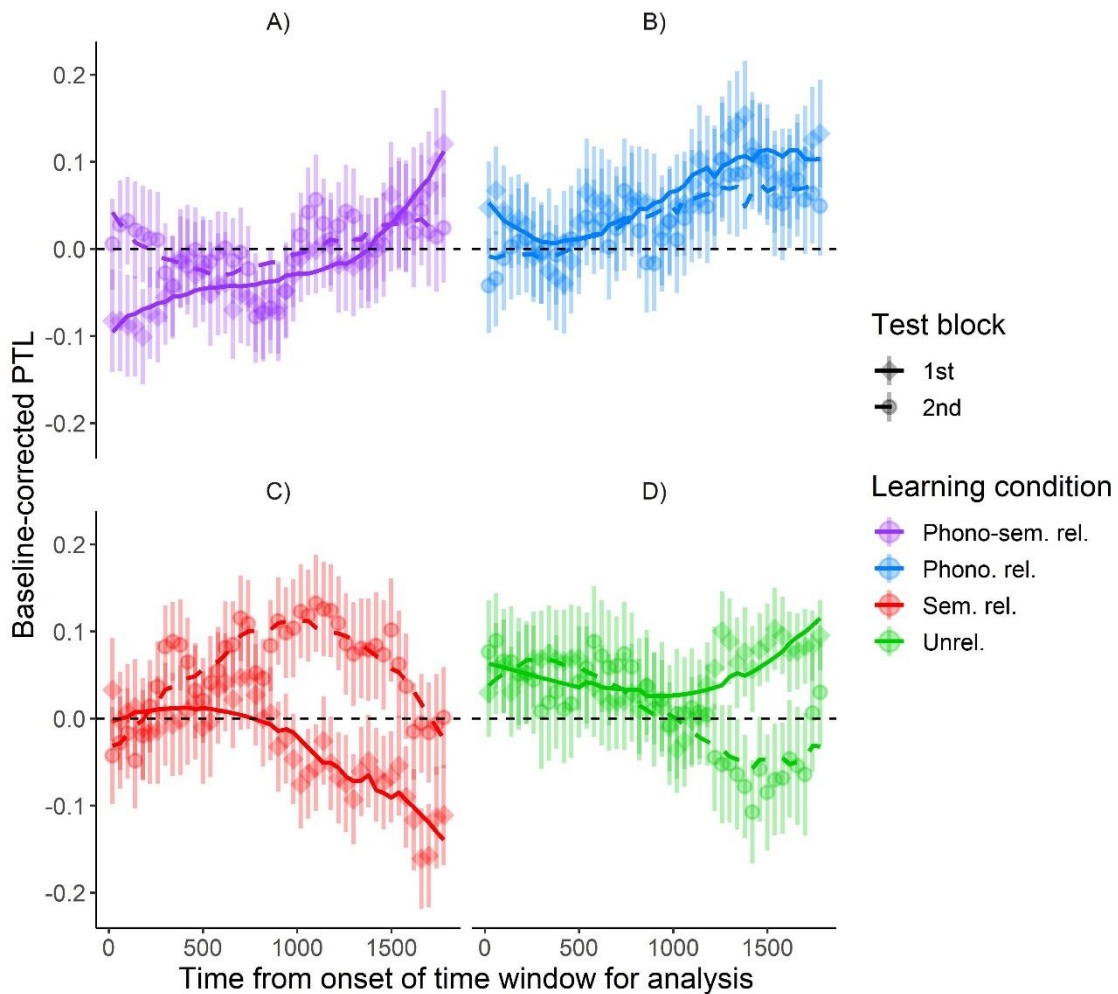 A)
B)
0.2
0.1
0.0
-0.1
-0.2
C)
D)
0.2
0.1
0.0
-0.1
-0.2
0
500
1000
1500
0
500
1000
1500
Baseline-corrected PTL
Time from onset of time window for analysis
Test block
1st
2nd
Learning condition
Phono-sem. rel.
Phono. rel.
Sem. rel.
Unrel.